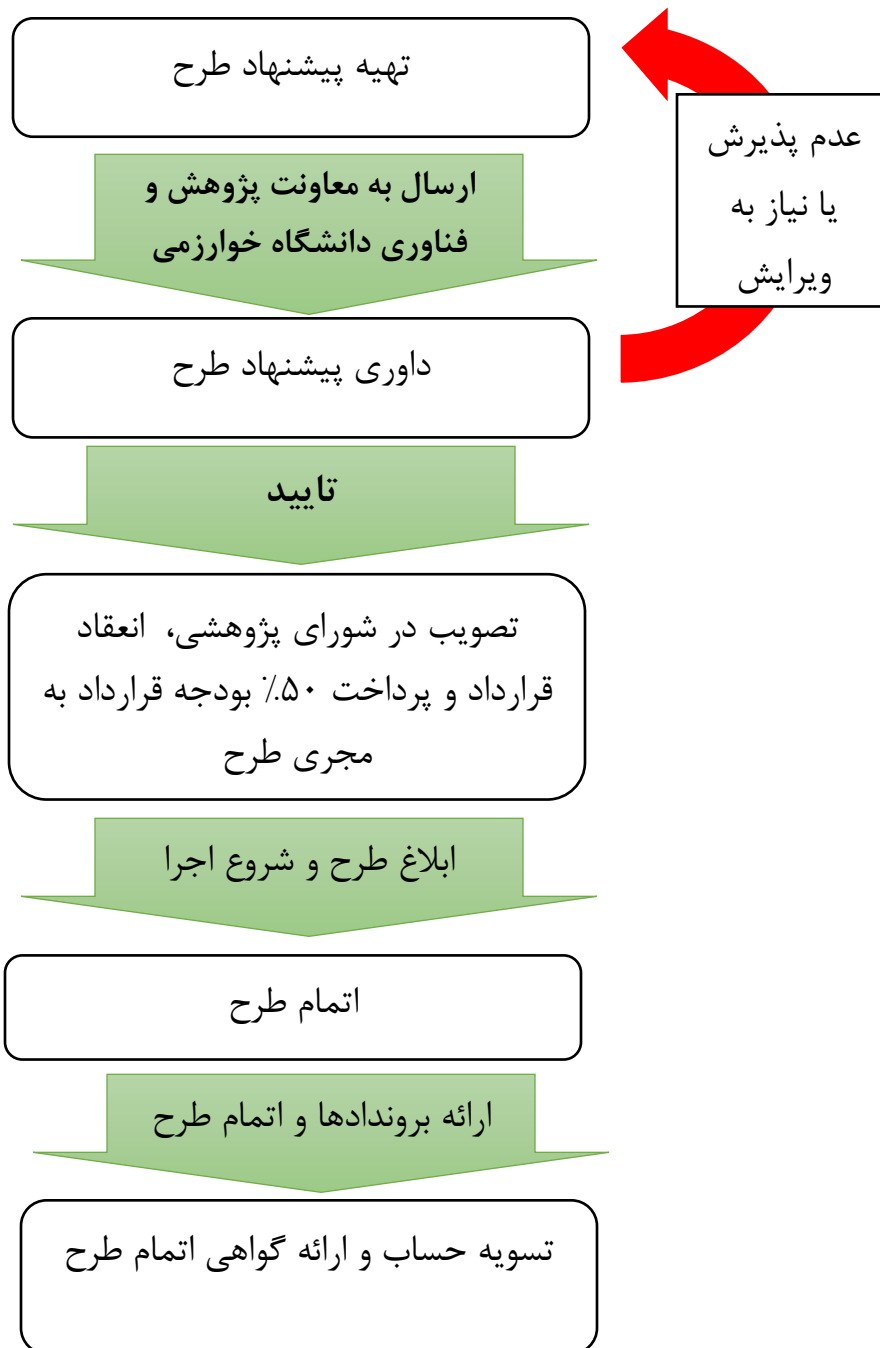 تهیه پیشنهاد طرح
عدم پذیرش
یا نیاز به
ویرایش
ارسال به معاونت پژوهش و
فناوری دانشگاه خوارزمی
داوری پیشنهاد طرح
تایید
تصویب در شورای پژوهشی، انعقاد
قرارداد و پرداخت ۵۰٪ بودجه قرارداد به
مجری طرح
ابلاغ طرح و شروع اجرا
اتمام طرح
ارائه بروندادها و اتمام طرح
تسویه حساب و ارائه گواهی اتمام طرح